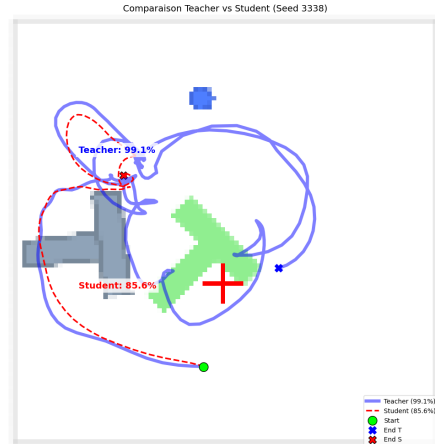 Comparaison Teacher vs Student (Seed 3338)
Teacher: 99.1%
Student: 85.6%
Teacher (99.1%)
Student (85.6%)
Start
End T
End S